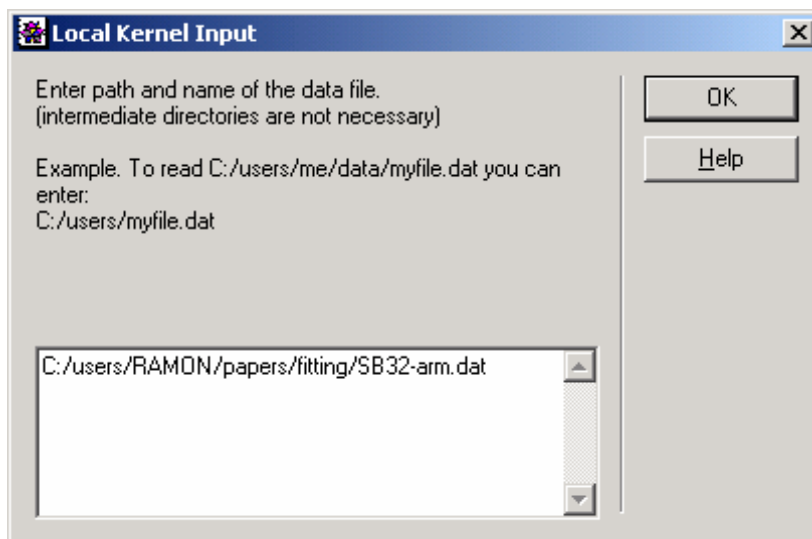 Local Kernel Input
Enter path and name of the data file.
(intermediate directories are not necessary)
Example. To read C:/users/me/data/myfile.dat you can
enter:
C:/users/myfile.dat
C:/users/RAMON/papers/fitting/SB32-arm.dat
OK
Help